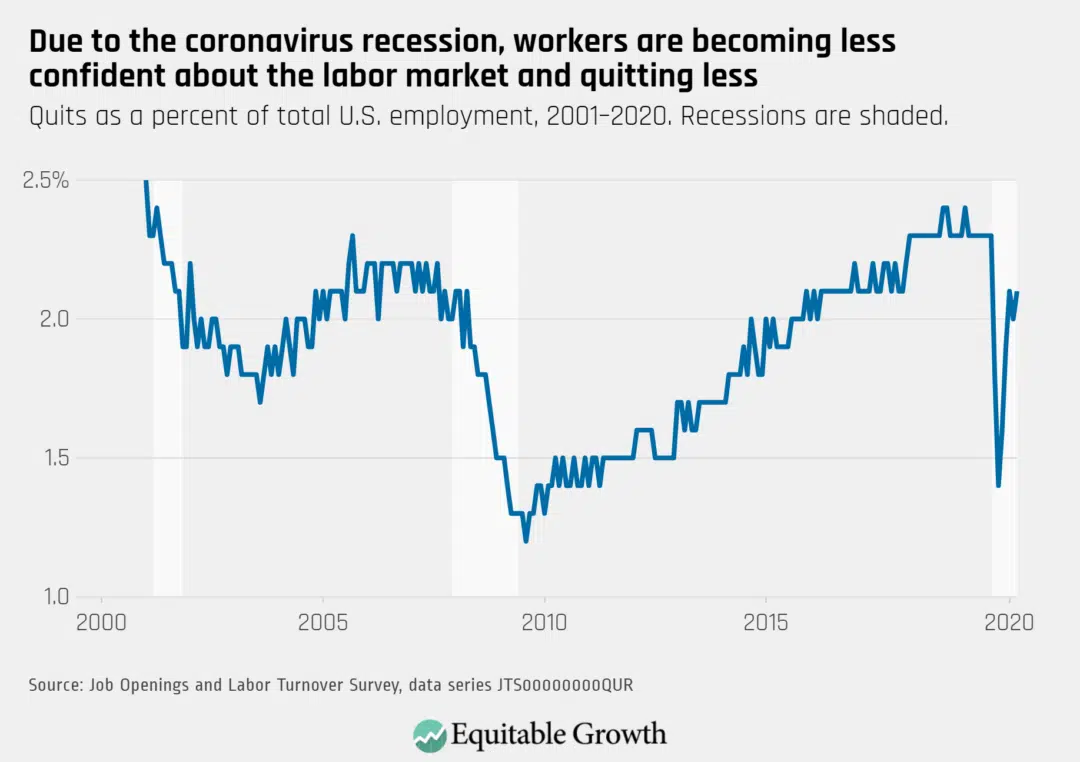 Due to the coronavirus recession, workers are becoming less
confident about the labor market and quitting less
Quits as a percent of total U.S. employment, 2001–2020. Recessions are shaded.
2.5%
2.0
1.5
1.0
2000
2005
2010
2015
2020
Source: Job Openings and Labor Turnover Survey, data series JTS00000000QUR
Equitable Growth